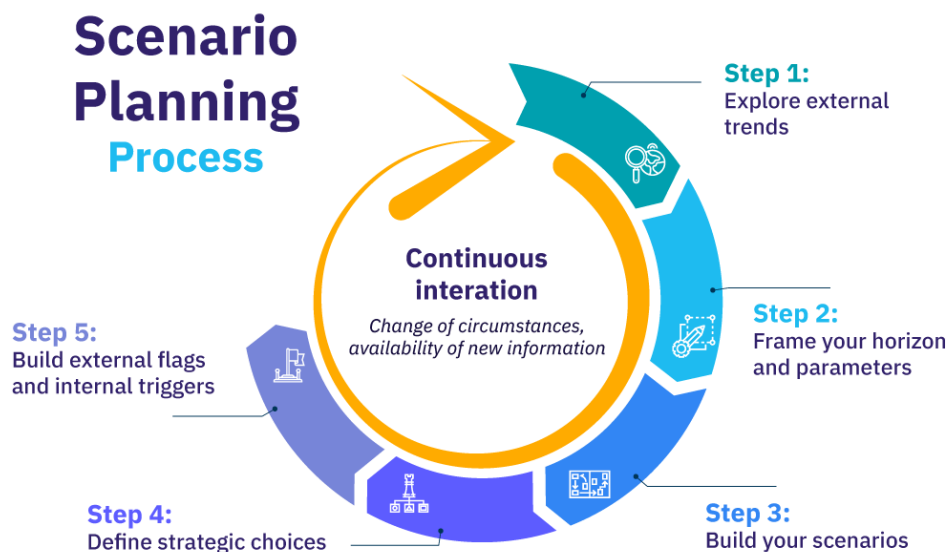 Scenario
Planning
Process
Step 1:
Explore external
trends
Step 2:
Frame your horizon
and parameters
Step 3:
Build your scenarios
Step 4:
Define strategic choices
Step 5:
Build external flags
and internal triggers
Continuous
interation
Change of circumstances,
availability of new information